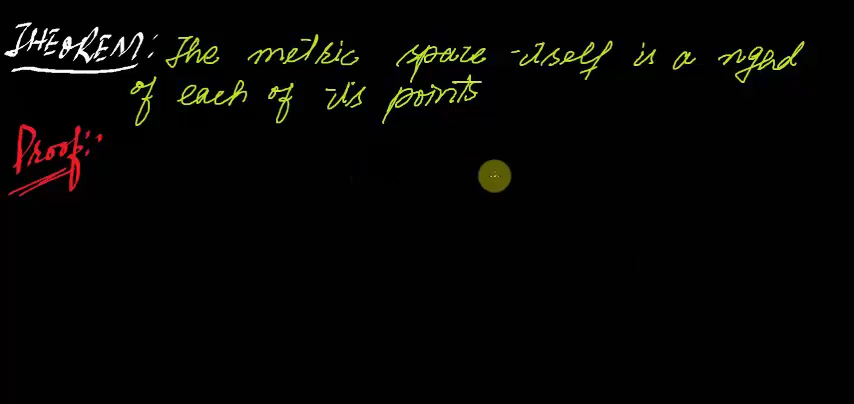 THEOREM: The metric space itself is a nghd
of each of its points
Proof:-